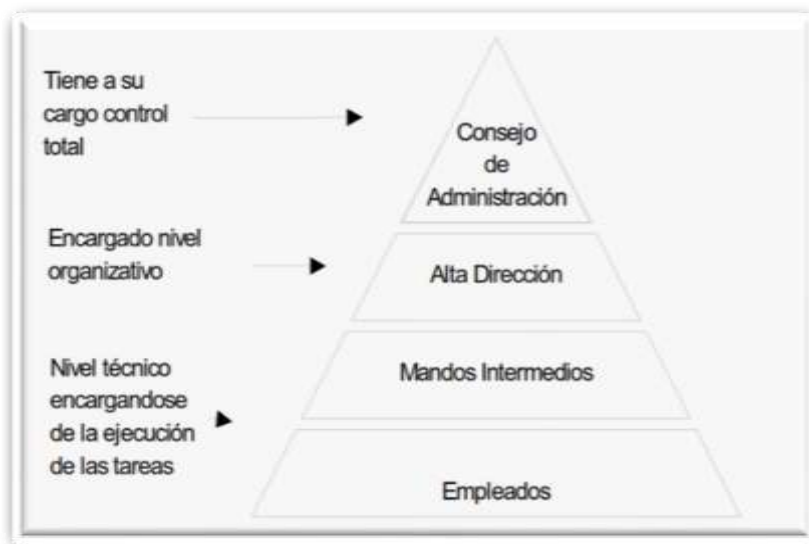 Tiene a su
cargo control
total
Consejo
de
Administración
Encargado nivel
organizativo
Alta Dirección
Nivel técnico
encargandose
de la ejecución
de las tareas
Mandos Intermedios
Empleados